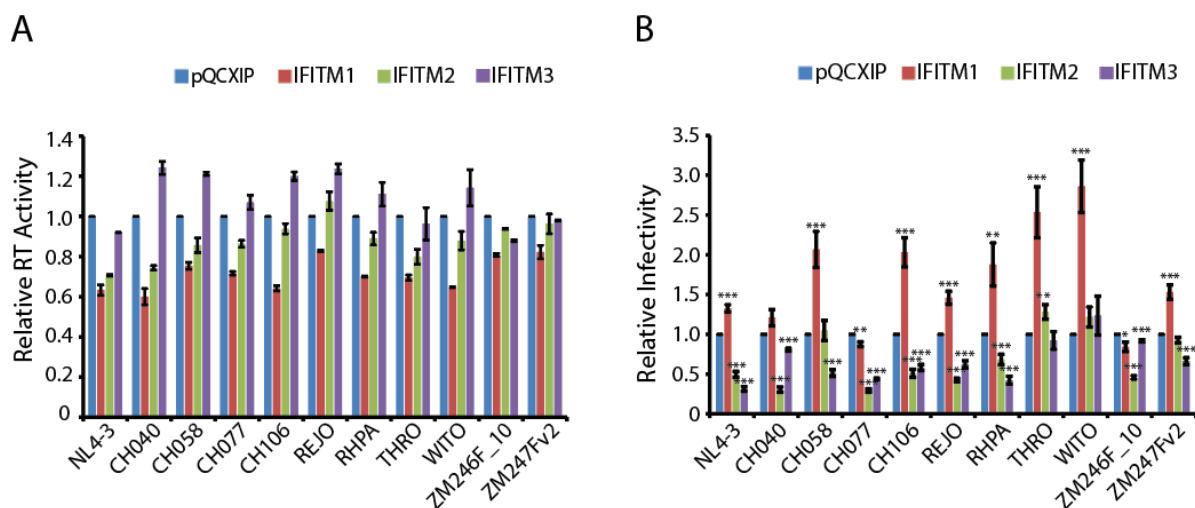 A
pQCXIP IFITM1 IFITM2 IFITM3
Relative RT Activity
1.4
1.2
1.0
0.8
0.6
0.4
0.2
0
NL4-3
CH040
CH058
CH077
CH106
REJO
RHPA
THRO
WITO
ZM246F_10
ZM247Fv2
B
pQCXIP IFITM1 IFITM2 IFITM3
Relative Infectivity
3.5
3.0
2.5
2.0
1.5
1.0
0.5
0
*** *** ***
*** ***
*** *** ***
** *** ***
*** *** ***
*** *** ***
** *** ***
*** **
***
* *** ***
*** ***
NL4-3
CH040
CH058
CH077
CH106
REJO
RHPA
THRO
WITO
ZM246F_10
ZM247Fv2